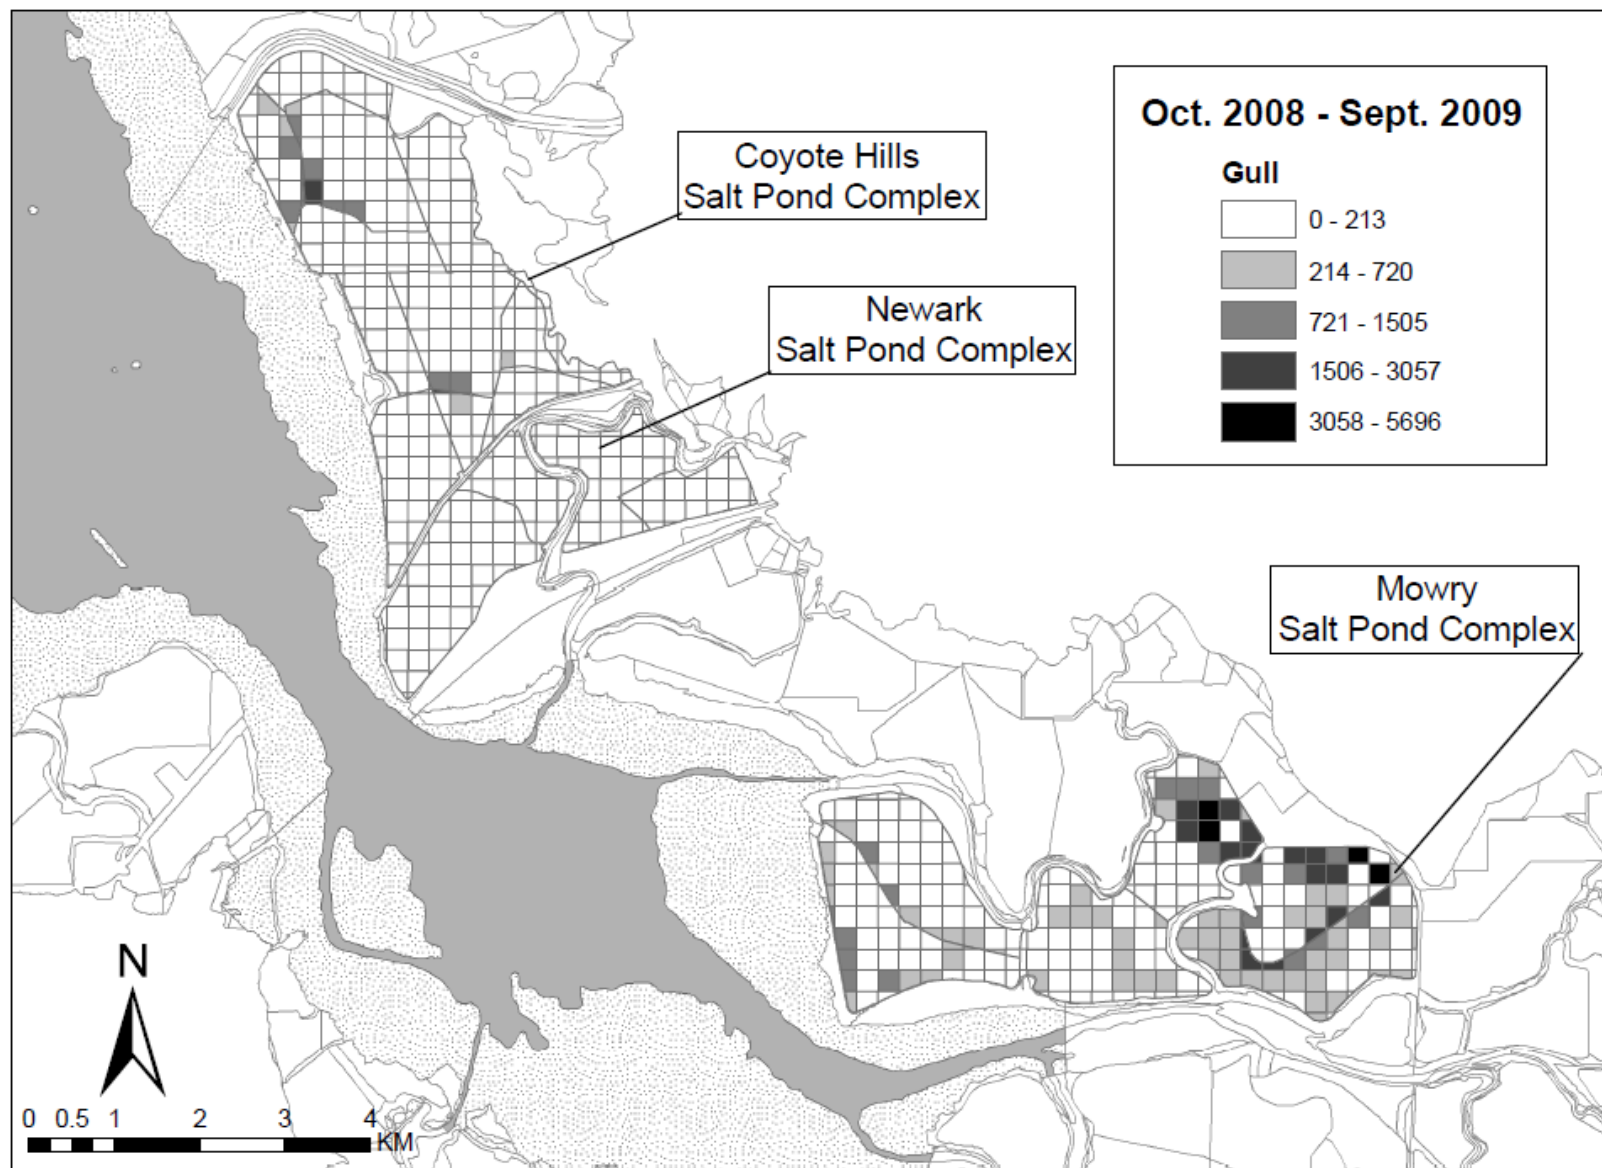 Oct. 2008 - Sept. 2009
Gull
0 - 213
214 - 720
721 - 1505
1506 - 3057
3058 - 5696
Coyote Hills
Salt Pond Complex
Newark
Salt Pond Complex
Mowry
Salt Pond Complex
N
0 0.5 1 2 3 4
KM